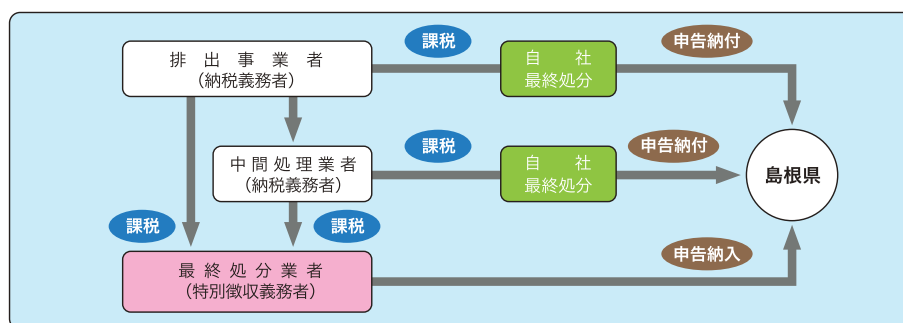 課税
申告納付
排出事業者
(納税義務者)
自社
最終処分
課税
申告納付
中間処理業者
(納税義務者)
自社
最終処分
島根県
課税
課税
申告納入
最終処分業者
(特別徴収義務者)